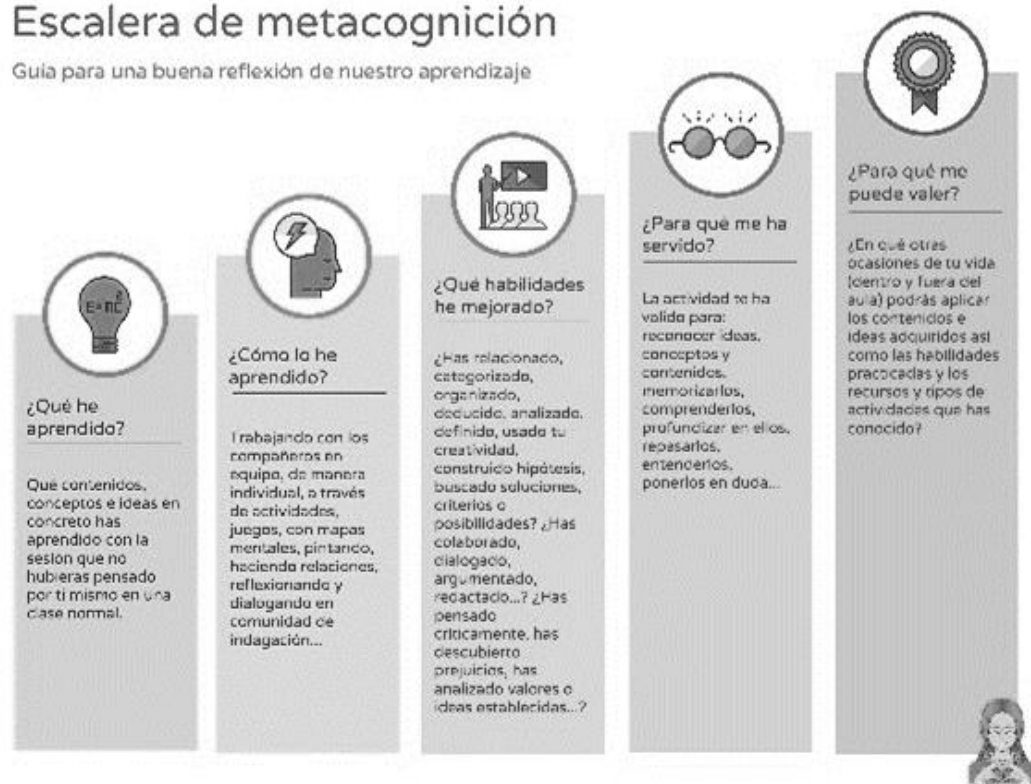 Escalera de metacognición
Guía para una buena reflexión de nuestro aprendizaje
E=mc²
¿Qué he
aprendido?
Qué contenidos,
conceptos e ideas en
concreto has
aprendido con la
sesión que no
hubieras pensado
por ti mismo en una
clase normal.
¿Cómo lo he
aprendido?
Trabajando con los
compañeros en
equipo, de manera
individual, a través
de actividades,
juegos, con mapas
mentales, pintando,
haciendo relaciones,
reflexionando y
dialogando en
comunidad de
indagación...
¿Qué habilidades
he mejorado?
¿Has relacionado,
categorizado,
organizado,
deducido, analizado,
definido, usado tu
creatividad,
construido hipótesis,
buscado soluciones,
criterios o
posibilidades? ¿Has
colaborado,
dialogado,
argumentado,
redactado...? ¿Has
pensado
críticamente, has
descubierto
prejuicios, has
analizado valores o
ideas establecidas...?
¿Para qué me ha
servido?
La actividad te ha
valido para:
reconocer ideas,
conceptos y
contenidos,
memorizarlos,
comprenderlos,
profundizar en ellos,
repasarlos,
entenderlos,
ponerlos en duda...
¿Para qué me
puede valer?
¿En qué otras
ocasiones de tu vida
(dentro y fuera del
aula) podrás aplicar
los contenidos e
ideas adquiridos así
como las habilidades
practicadas y los
recursos y tipos de
actividades que has
conocido?